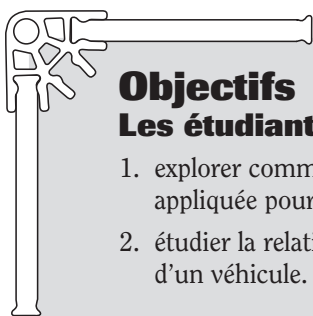 Objectifs
Les étudiant
1. explorer comm
appliquée pour
2. étudier la relati
d'un véhicule.